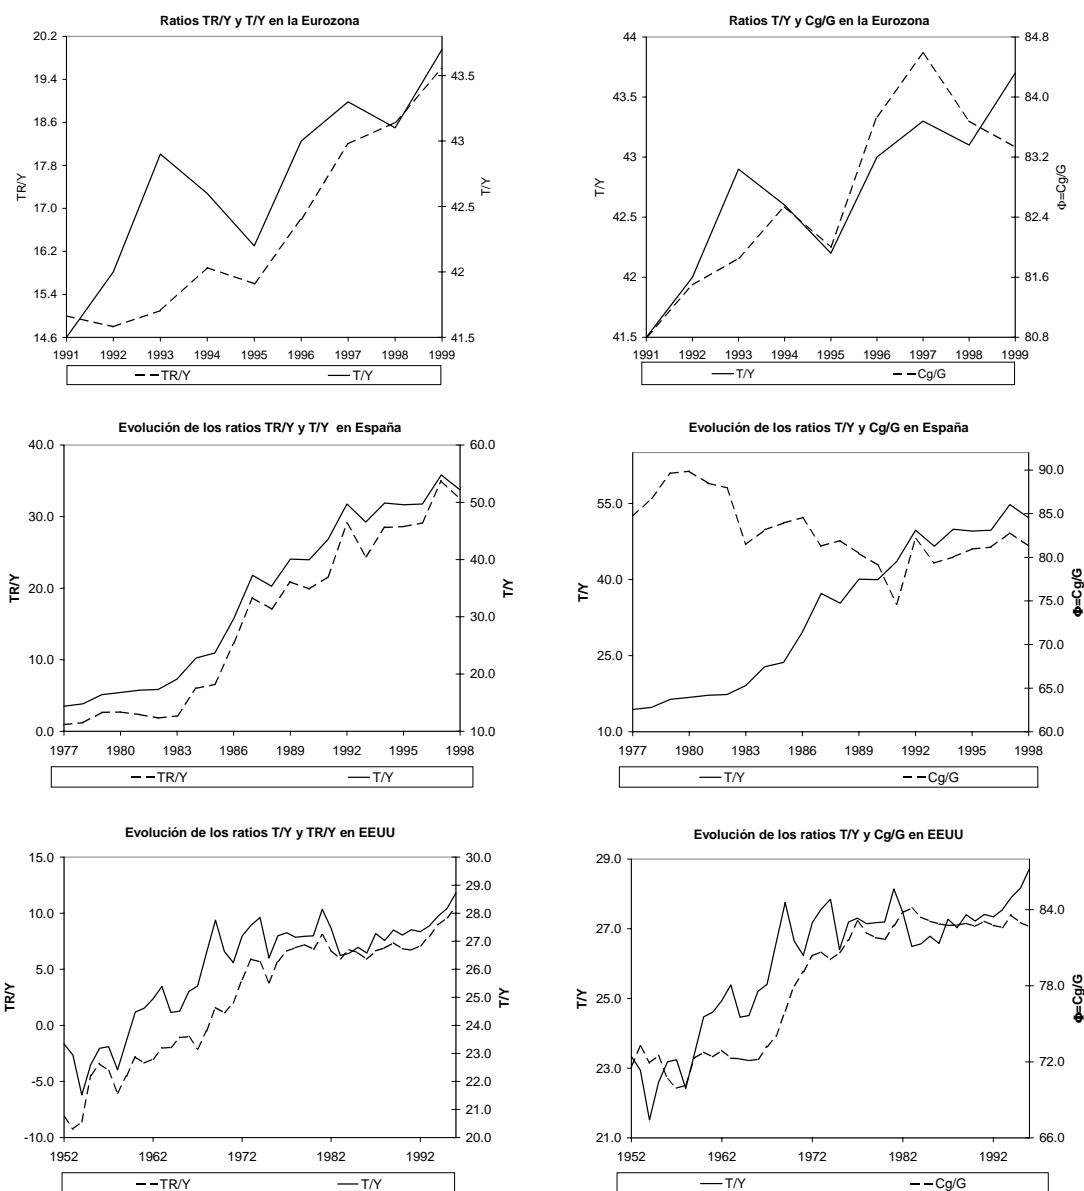 Ratios TR/Y y T/Y en la Eurozona
20.2
19.4
18.6
17.8
17.0
16.2
15.4
14.6
TR/Y
43.5
43
42.5
42
41.5
T/Y
1991 1992 1993 1994 1995 1996 1997 1998 1999
TR/Y T/Y
Ratios T/Y y Cg/G en la Eurozona
44
43.5
43
42.5
42
41.5
T/Y
84.8
84.0
83.2
82.4
81.6
80.8
Φ=Cg/G
1991 1992 1993 1994 1995 1996 1997 1998 1999
T/Y Cg/G
Evolución de los ratios TR/Y y T/Y en España
40.0
30.0
20.0
10.0
0.0
TR/Y
60.0
50.0
40.0
30.0
20.0
10.0
T/Y
1977 1980 1983 1986 1989 1992 1995 1998
TR/Y T/Y
Evolución de los ratios T/Y y Cg/G en España
55.0
40.0
25.0
10.0
T/Y
90.0
85.0
80.0
75.0
70.0
65.0
60.0
Φ=Cg/G
1977 1980 1983 1986 1989 1992 1995 1998
T/Y Cg/G
Evolución de los ratios T/Y y TR/Y en EEUU
15.0
10.0
5.0
0.0
-5.0
-10.0
TR/Y
30.0
29.0
28.0
27.0
26.0
25.0
24.0
23.0
22.0
21.0
20.0
T/Y
1952 1962 1972 1982 1992
TR/Y T/Y
Evolución de los ratios T/Y y Cg/G en EEUU
29.0
27.0
25.0
23.0
21.0
T/Y
84.0
78.0
72.0
66.0
Φ=Cg/G
1952 1962 1972 1982 1992
T/Y Cg/G